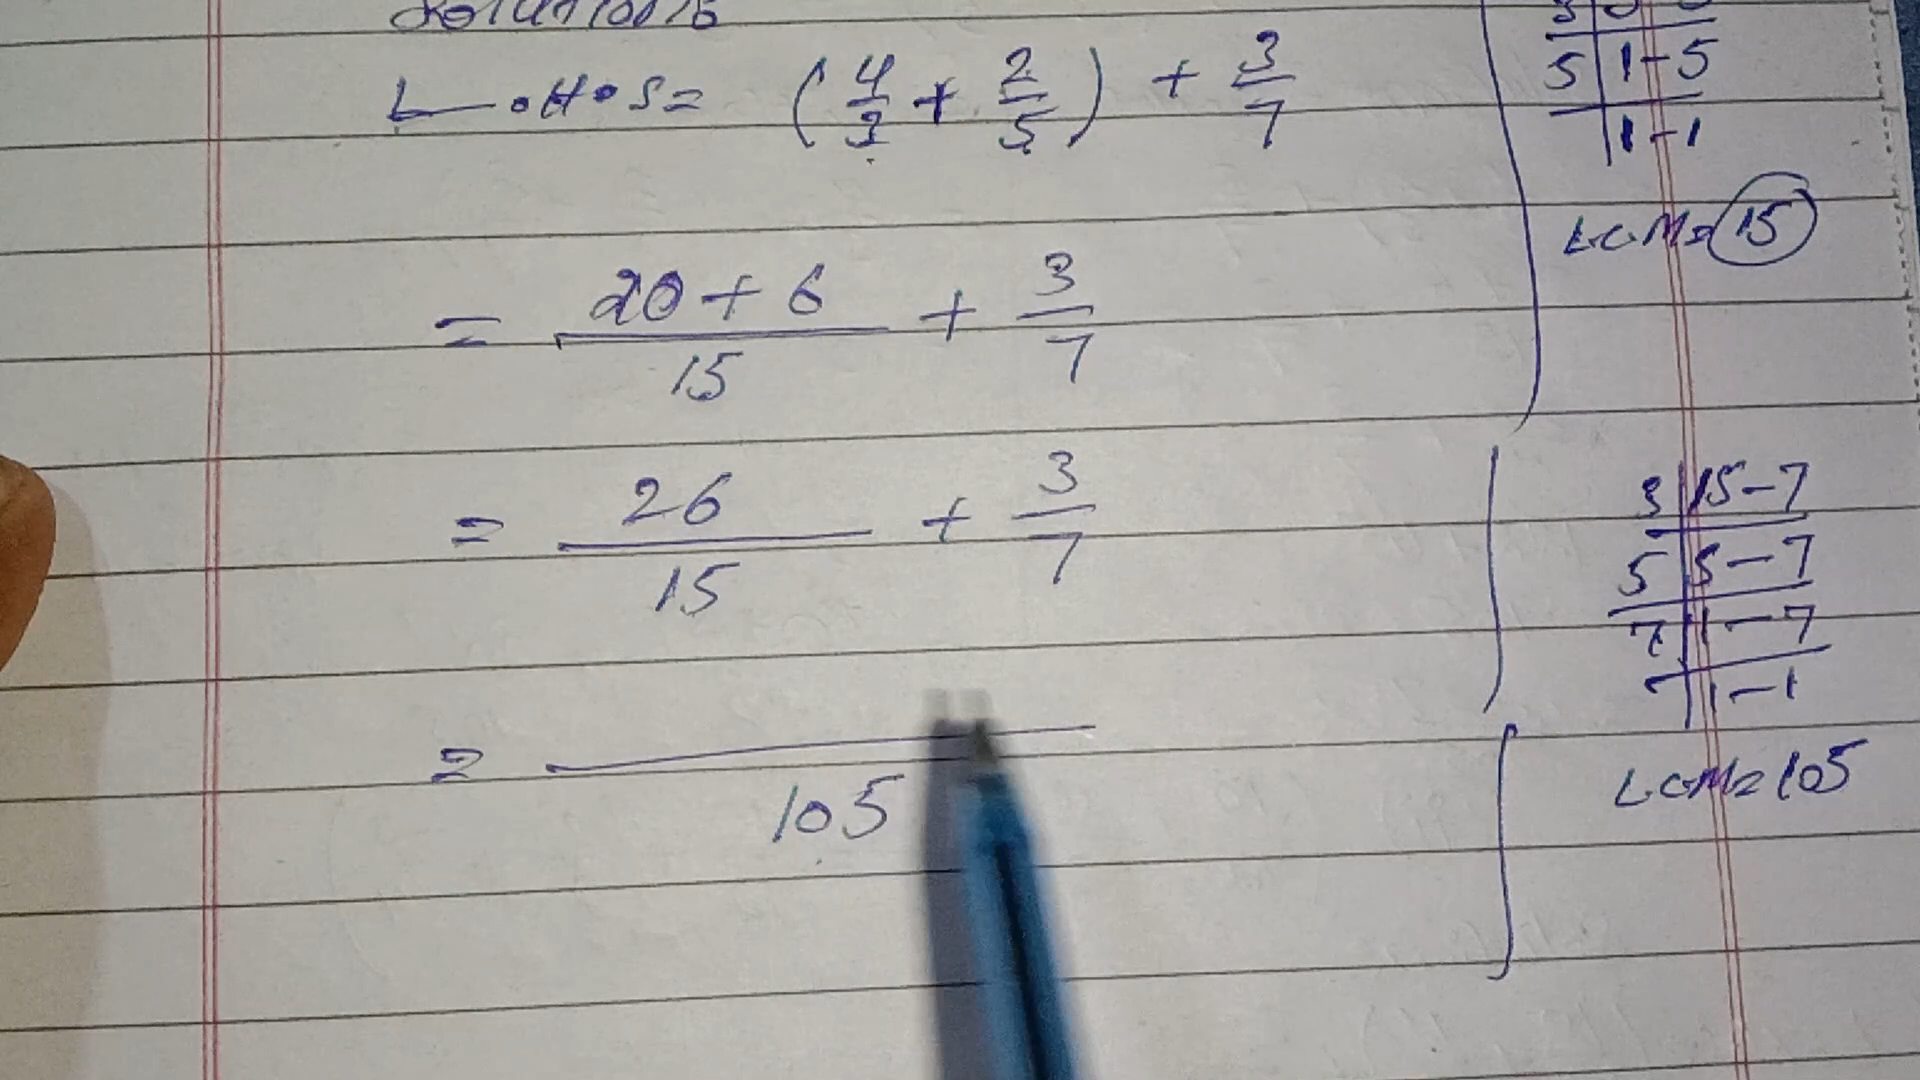 Solution:
L.H.S = (4/3 + 2/5) + 3/7
= 20 + 6/15 + 3/7
= 26/15 + 3/7
= /105
5 | 1 - 5
1 - 1
LCM = 15
3 | 15 - 7
5 | 5 - 7
7 | 1 - 7
1 - 1
LCM = 105